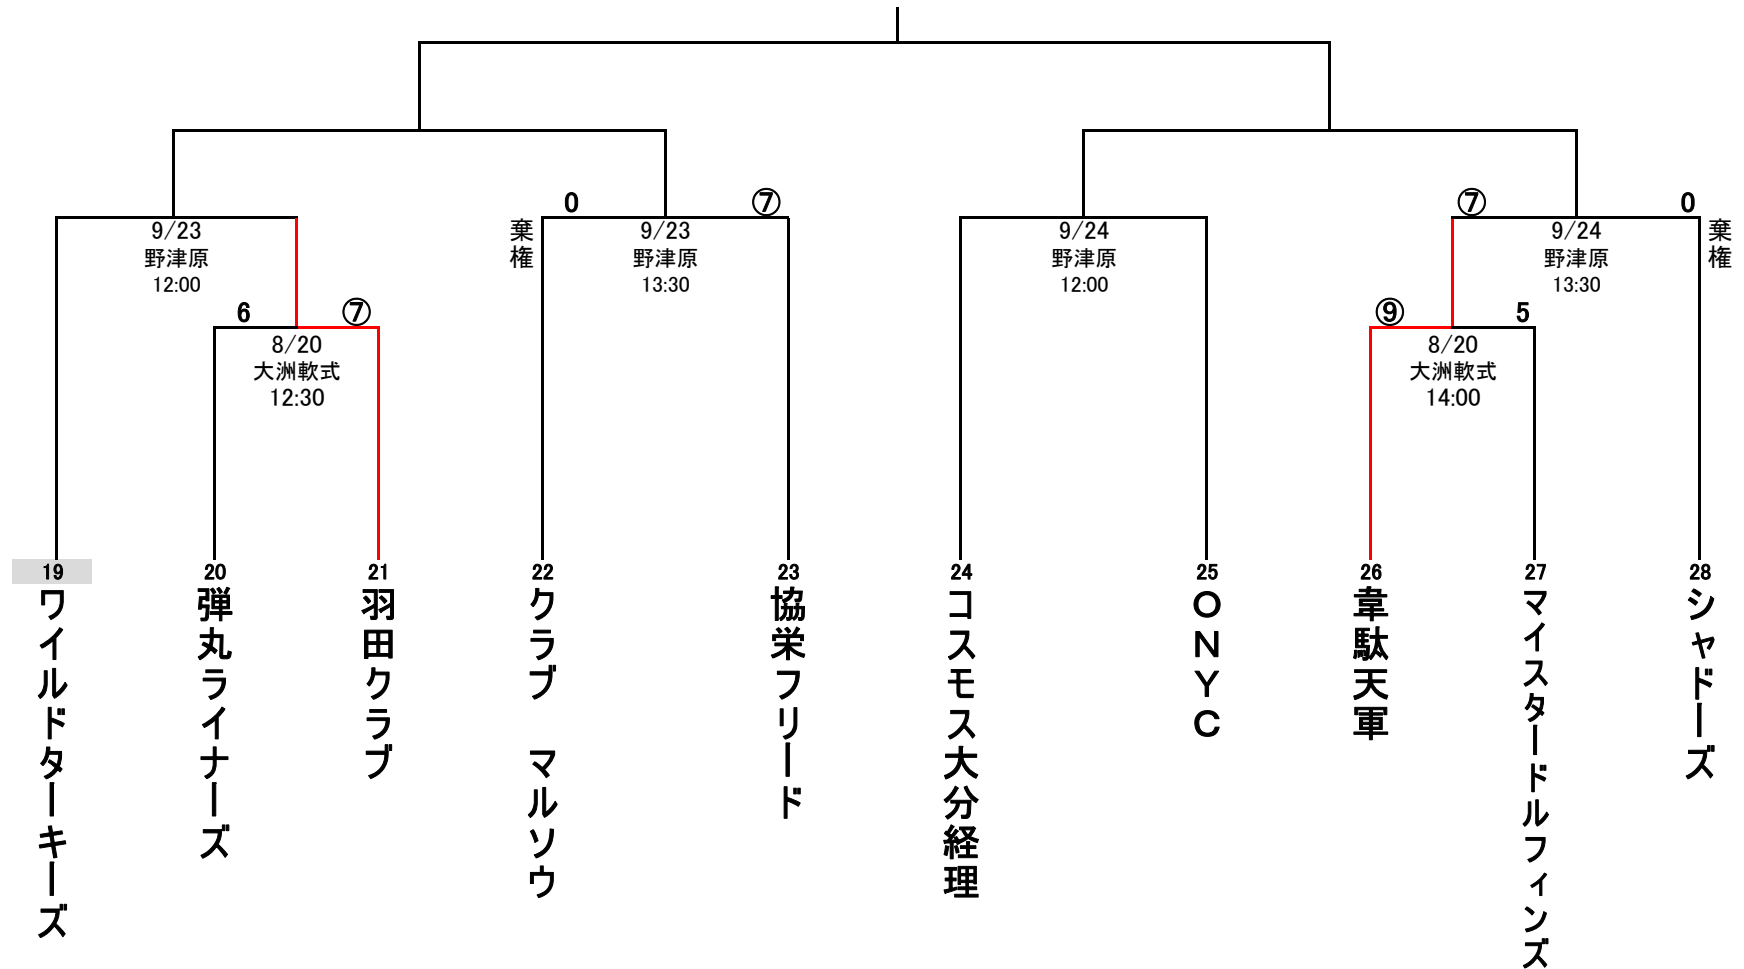 0
⑦
⑦
0
9/23
野津原
12:00
棄権
9/23
野津原
13:30
9/24
野津原
12:00
9/24
野津原
13:30
棄権
6
⑦
8/20
大洲軟式
12:30
⑨
5
8/20
大洲軟式
14:00
19
ワイルドターキーズ
20
弾丸ライナーズ
21
羽田クラブ
22
クラブ　マルソウ
23
協栄フリード
24
コスモス大分経理
25
ＯＮＹＣ
26
韋駄天軍
27
マイスタードルフィンズ
28
シャドーズ